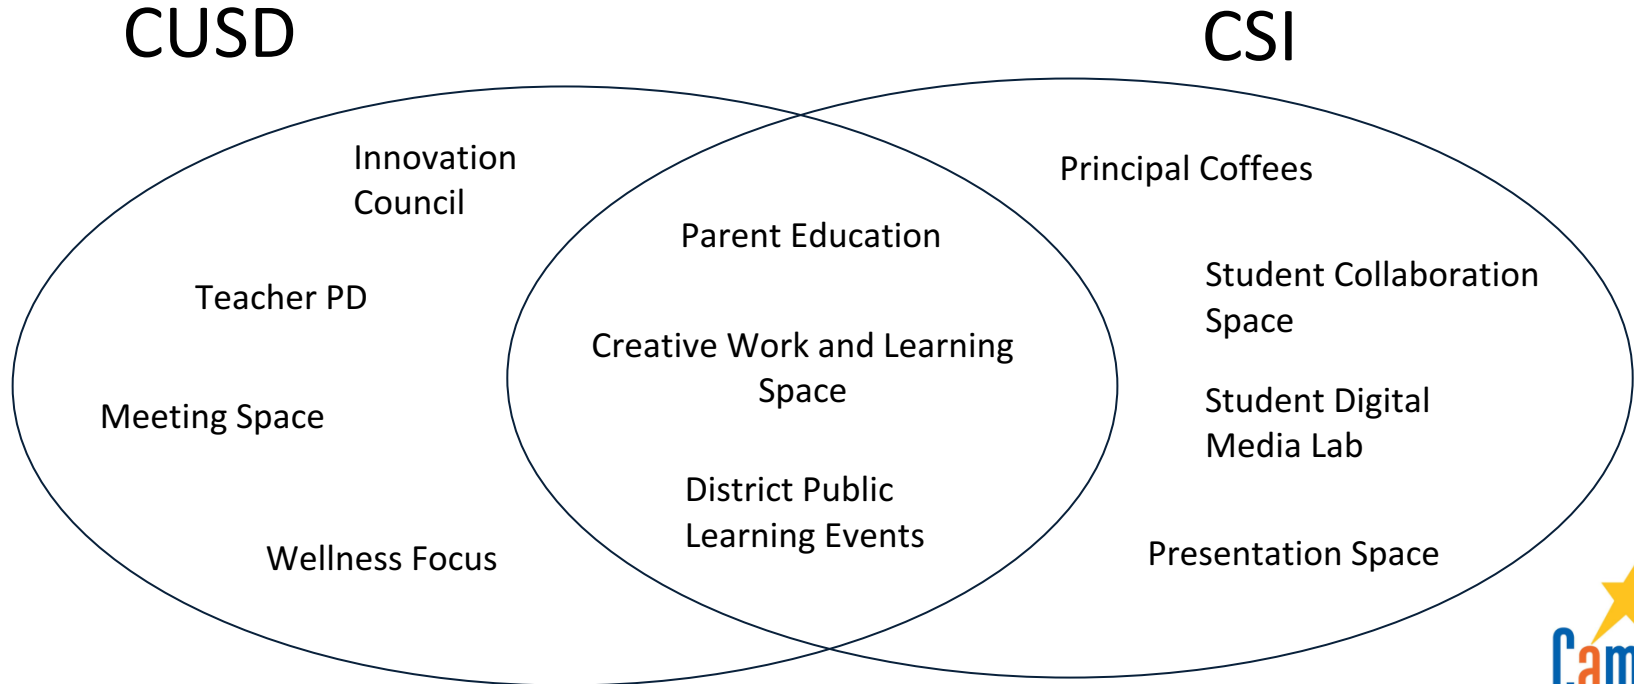 CUSD
CSI
Innovation
Council
Teacher PD
Meeting Space
Wellness Focus
Parent Education
Creative Work and Learning
Space
District Public
Learning Events
Principal Coffees
Student Collaboration
Space
Student Digital
Media Lab
Presentation Space
Cam